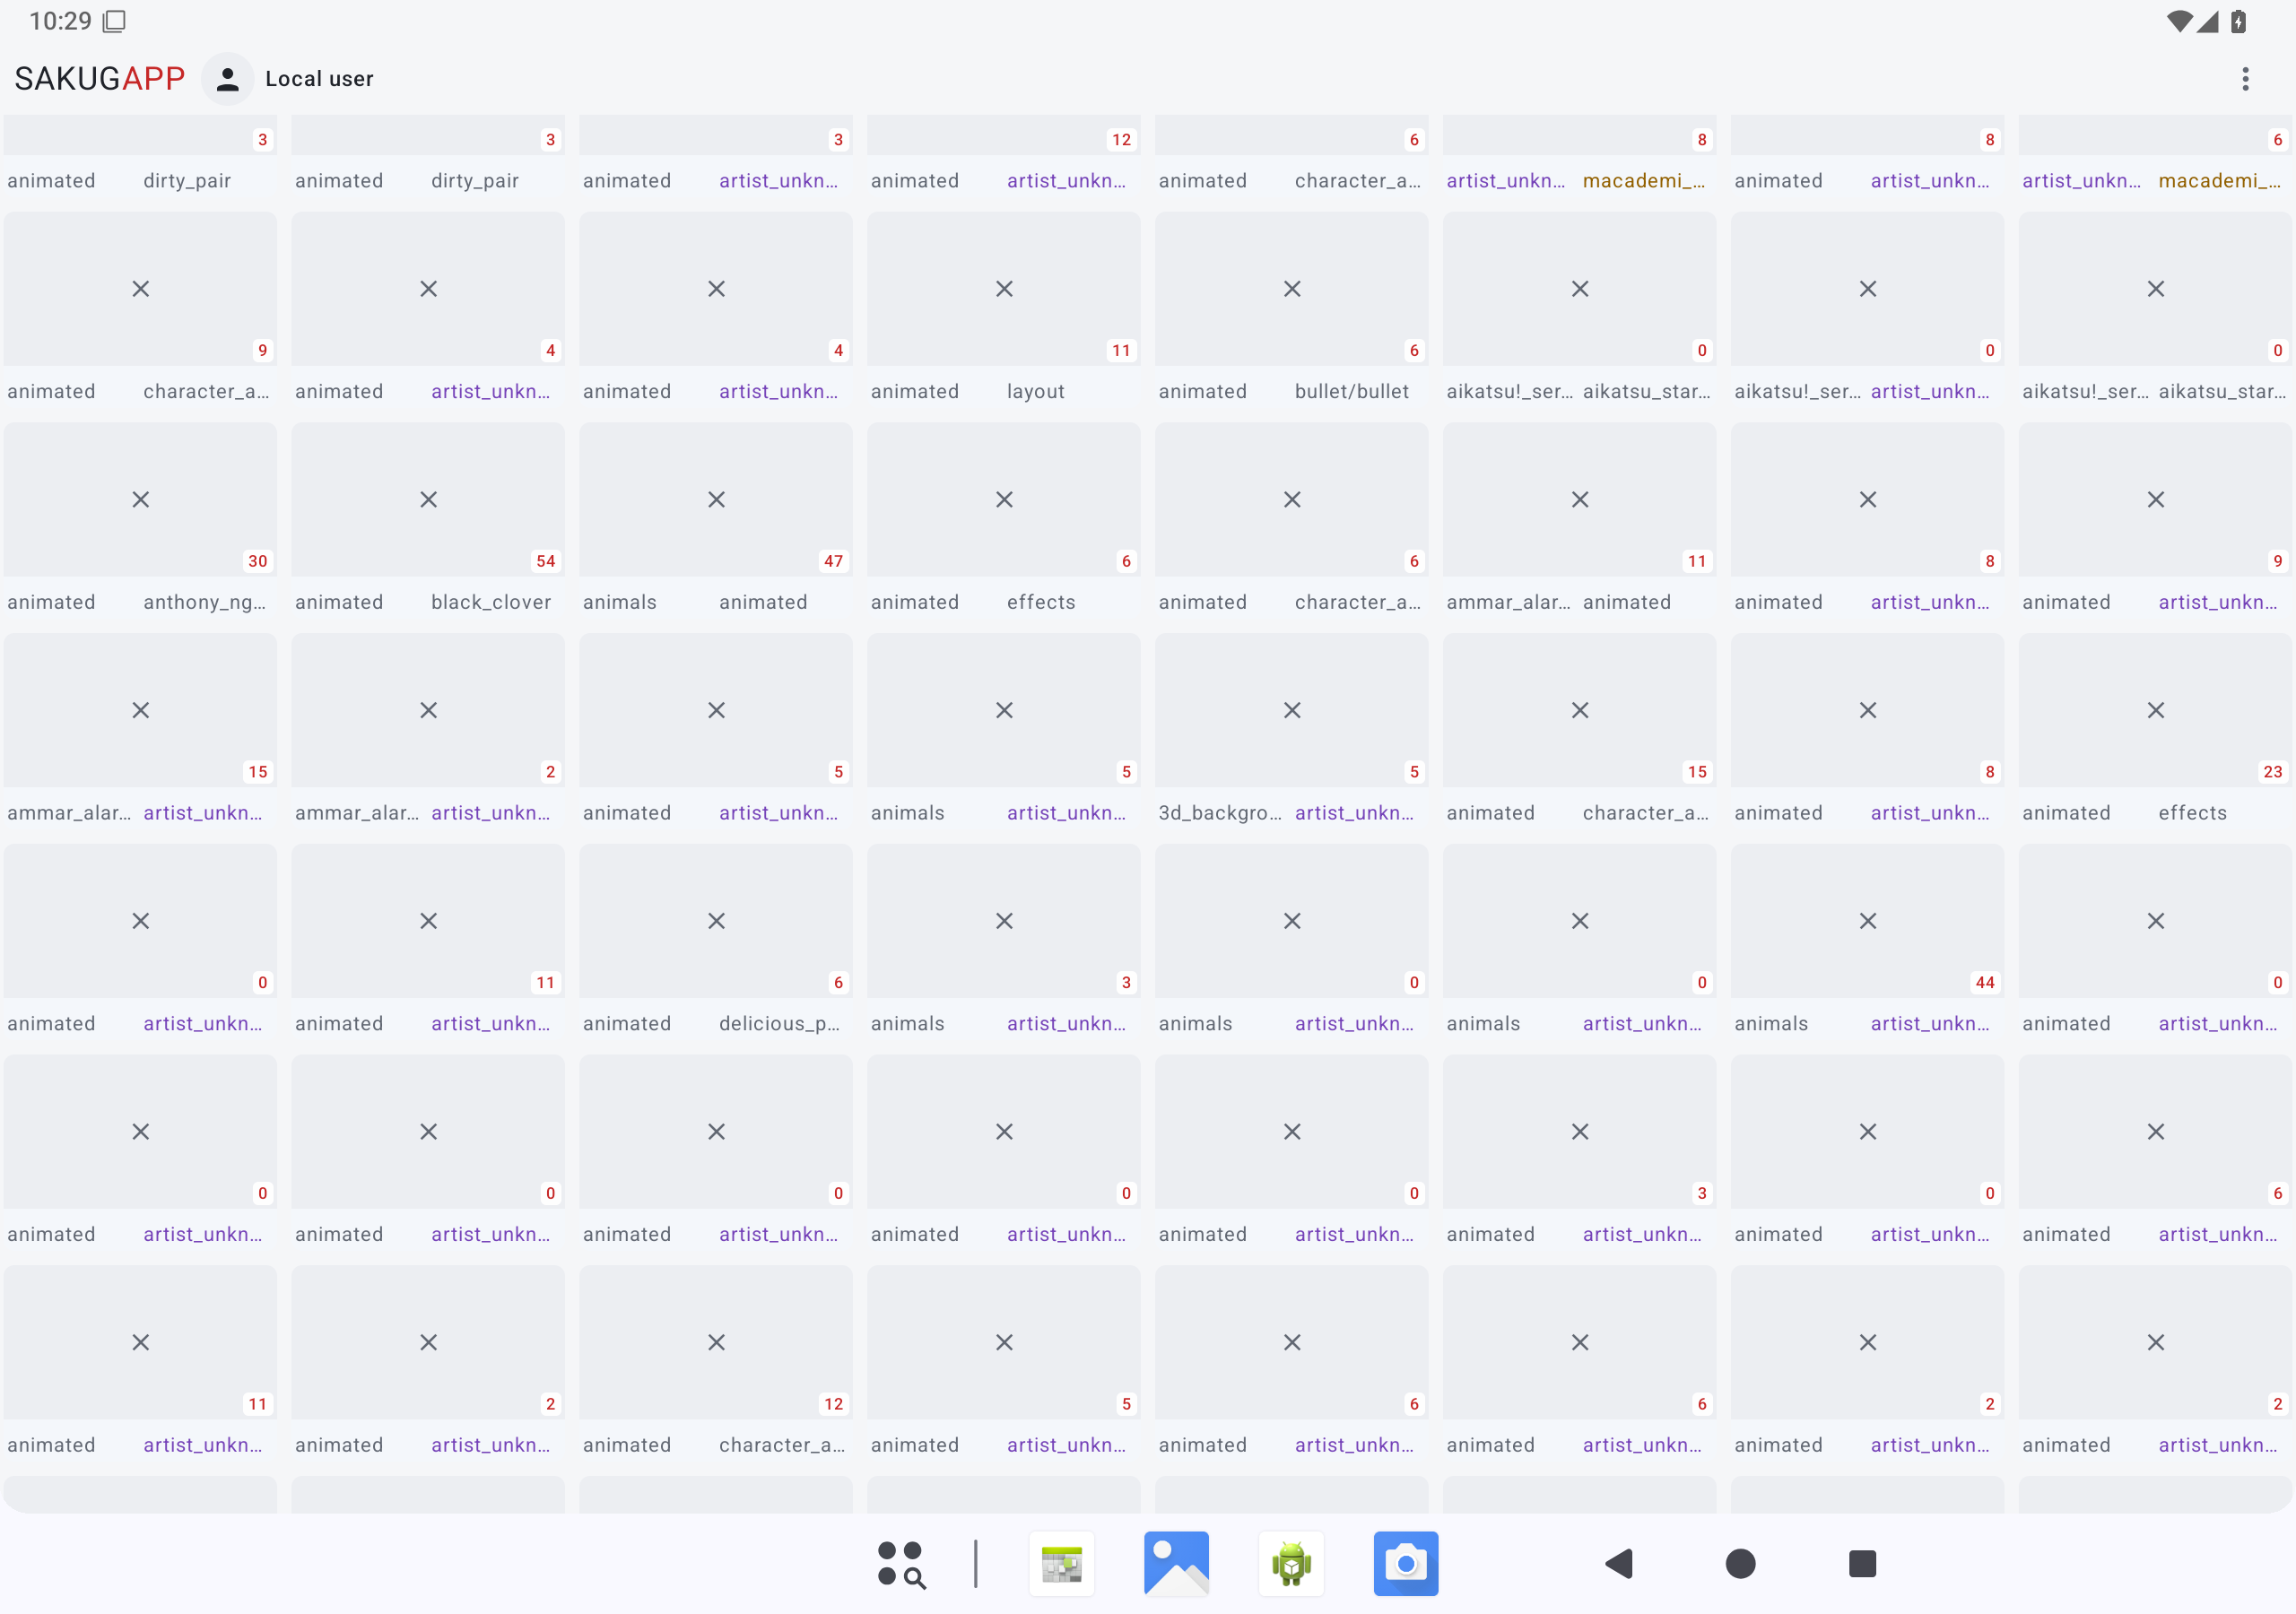 10:29
SAKUGAPP Local user
3 3 3 12 6 8 8 6
animated dirty_pair animated dirty_pair animated artist_unkn... animated artist_unkn... animated character_a... artist_unkn... macademi_... animated artist_unkn... artist_unkn... macademi_...
9 4 4 11 6 0 0 0
animated character_a... animated artist_unkn... animated artist_unkn... animated layout animated bullet/bullet aikatsu!_ser... aikatsu_star... aikatsu!_ser... artist_unkn... aikatsu!_ser... aikatsu_star...
30 54 47 6 6 11 8 9
animated anthony_ng... animated black_clover animals animated animated effects animated character_a... ammar_alar... animated animated artist_unkn... animated artist_unkn...
15 2 5 5 5 15 8 23
ammar_alar... artist_unkn... ammar_alar... artist_unkn... animated artist_unkn... animals artist_unkn... 3d_backgro... artist_unkn... animated character_a... animated artist_unkn... animated effects
0 11 6 3 0 0 44 0
animated artist_unkn... animated artist_unkn... animated delicious_p... animals artist_unkn... animals artist_unkn... animals artist_unkn... animals artist_unkn... animated artist_unkn...
0 0 0 0 0 3 0 6
animated artist_unkn... animated artist_unkn... animated artist_unkn... animated artist_unkn... animated artist_unkn... animated artist_unkn... animated artist_unkn... animated artist_unkn...
11 2 12 5 6 6 2 2
animated artist_unkn... animated artist_unkn... animated character_a... animated artist_unkn... animated artist_unkn... animated artist_unkn... animated artist_unkn... animated artist_unkn...